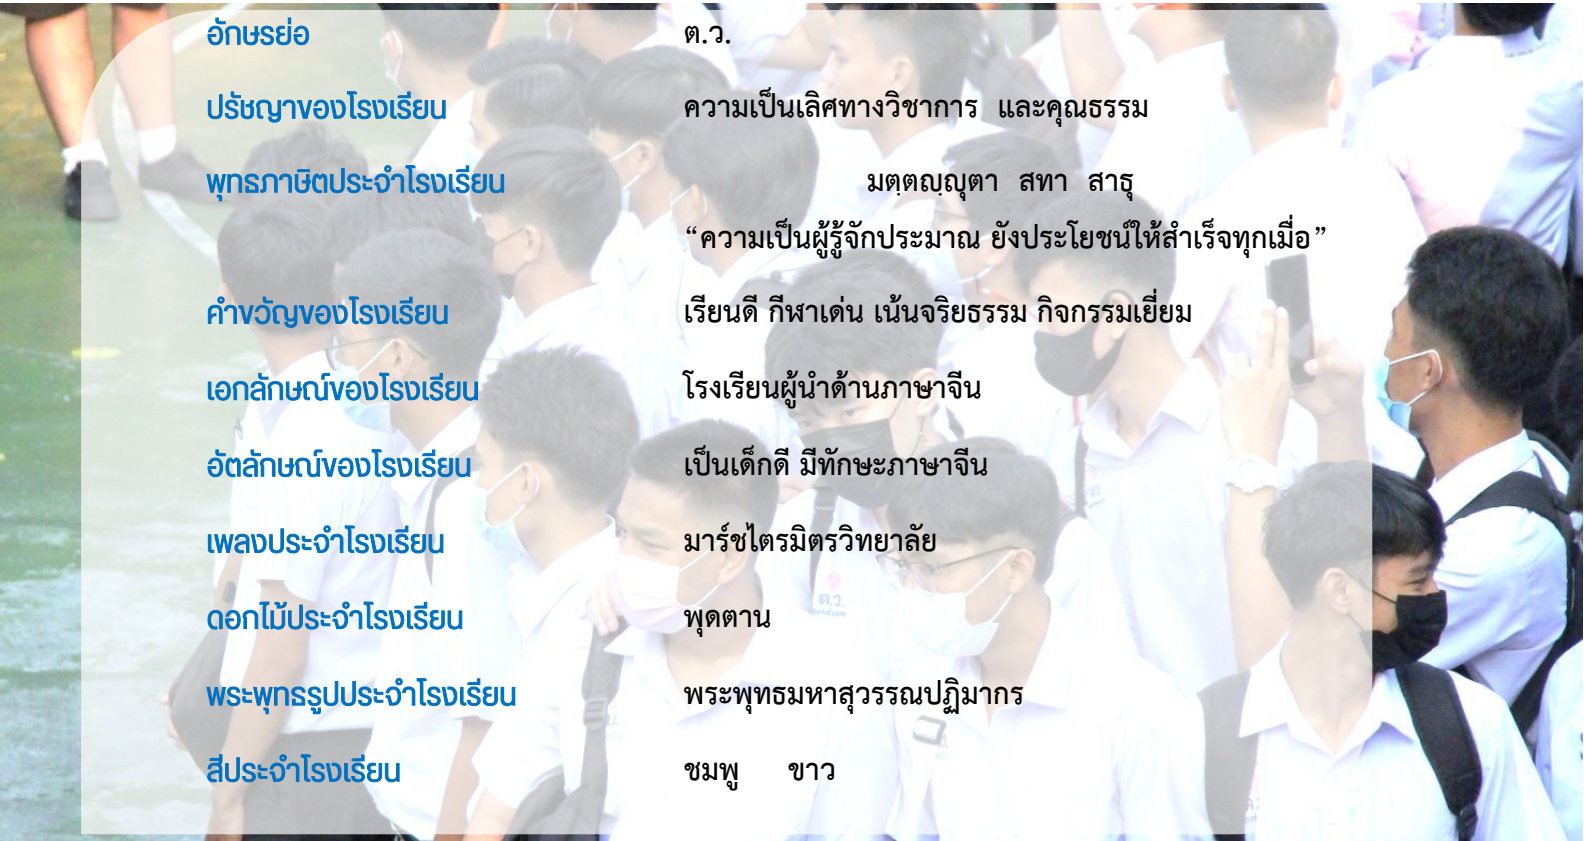 อักษรย่อ ต.ว.
ปรัชญาของโรงเรียน ความเป็นเลิศทางวิชาการ และคุณธรรม
พุทธภาษิตประจำโรงเรียน มตฺตญฺญุตา สทา สาธุ
“ความเป็นผู้รู้จักประมาณ ยังประโยชน์ให้สำเร็จทุกเมื่อ”
คำขวัญของโรงเรียน เรียนดี กีฬาเด่น เน้นจริยธรรม กิจกรรมเยี่ยม
เอกลักษณ์ของโรงเรียน โรงเรียนผู้นำด้านภาษาจีน
อัตลักษณ์ของโรงเรียน เป็นเด็กดี มีทักษะภาษาจีน
เพลงประจำโรงเรียน มาร์ชไตรมิตรวิทยาลัย
ต.ว.
ดอกไม้ประจำโรงเรียน พุดตาน
พระพุทธรูปประจำโรงเรียน พระพุทธมหาสุวรรณปฏิมากร
สีประจำโรงเรียน ชมพู ขาว